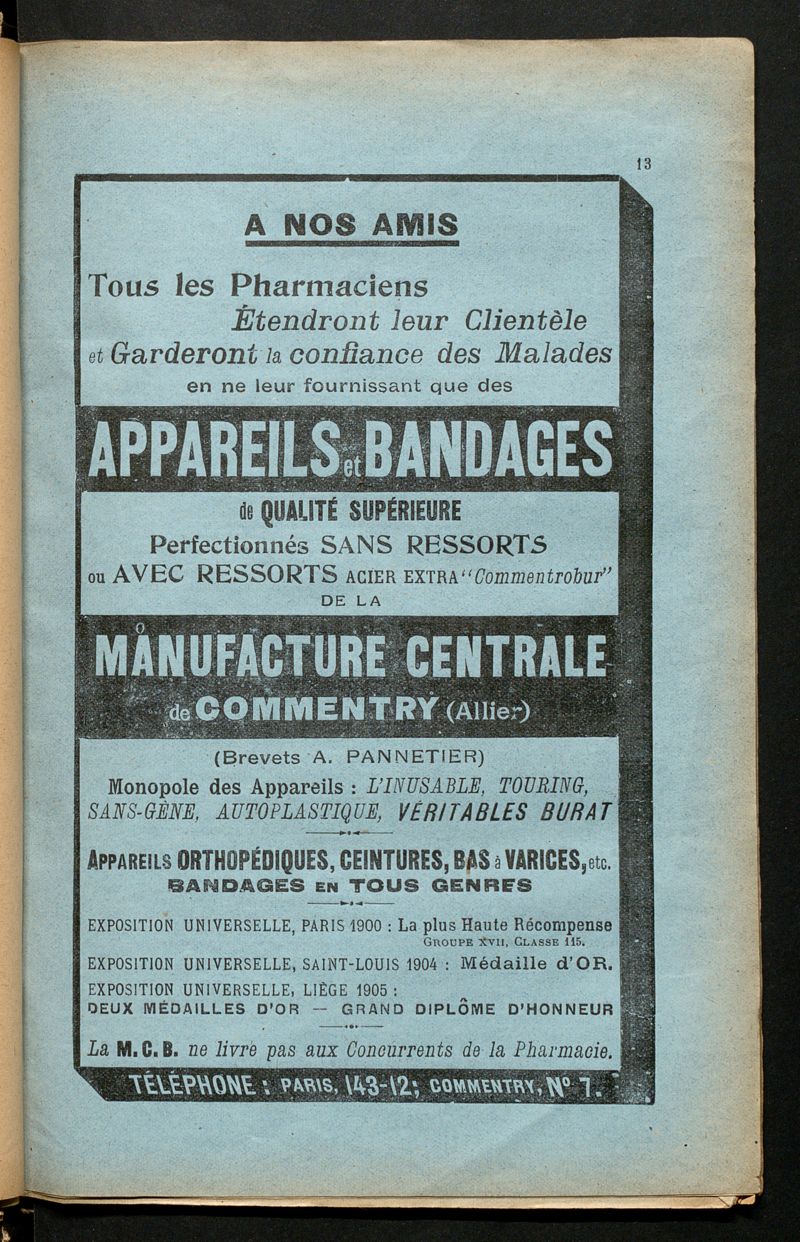 13
A NOS AMIS
Tous les Pharmaciens
Étendront leur Clientèle
et Garderont la confiance des Malades
en ne leur fournissant que des
APPAREILS et BANDAGES
de QUALITÉ SUPÉRIEURE
Perfectionnés SANS RESSORTS
ou AVEC RESSORTS ACIER EXTRA "Commentrobur"
DE LA
MANUFACTURE CENTRALE
de COMMENTRY (Allier)
(Brevets A. PANNETIER)
Monopole des Appareils : L'INUSABLE, TOURING,
SANS-GÊNE, AUTOPLASTIQUE, VÉRITABLES BURAT
APPAREILS ORTHOPÉDIQUES, CEINTURES, BAS à VARICES, etc.
BANDAGES EN TOUS GENRES
EXPOSITION UNIVERSELLE, PARIS 1900 : La plus Haute Récompense
GROUPE XVII, CLASSE 115.
EXPOSITION UNIVERSELLE, SAINT-LOUIS 1904 : Médaille d'OR.
EXPOSITION UNIVERSELLE, LIÈGE 1905 :
DEUX MÉDAILLES D'OR — GRAND DIPLÔME D'HONNEUR
La M. C. B. ne livre pas aux Concurrents de la Pharmacie.
TÉLÉPHONE : PARIS, 143-12; COMMENTRY, Nº 7.